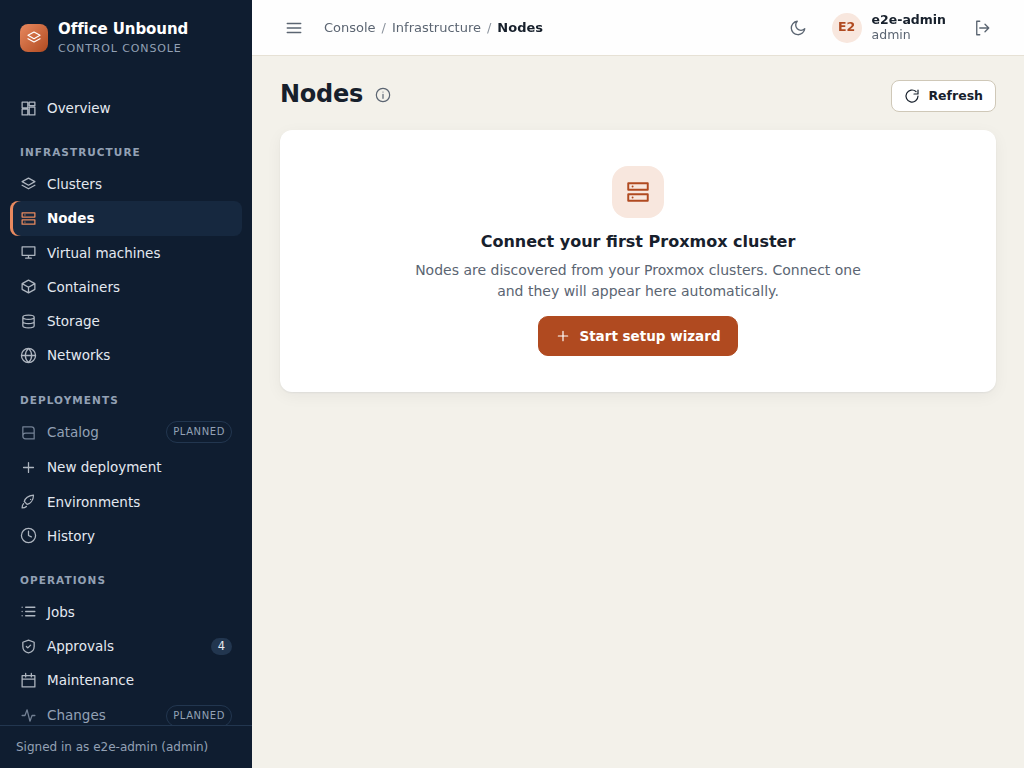 Office Unbound
CONTROL CONSOLE
Overview
INFRASTRUCTURE
Clusters
Nodes
Virtual machines
Containers
Storage
Networks
DEPLOYMENTS
Catalog PLANNED
New deployment
Environments
History
OPERATIONS
Jobs
Approvals 4
Maintenance
Changes PLANNED
Signed in as e2e-admin (admin)
Console / Infrastructure / Nodes
E2
e2e-admin
admin
Nodes
Refresh
Connect your first Proxmox cluster
Nodes are discovered from your Proxmox clusters. Connect one
and they will appear here automatically.
Start setup wizard